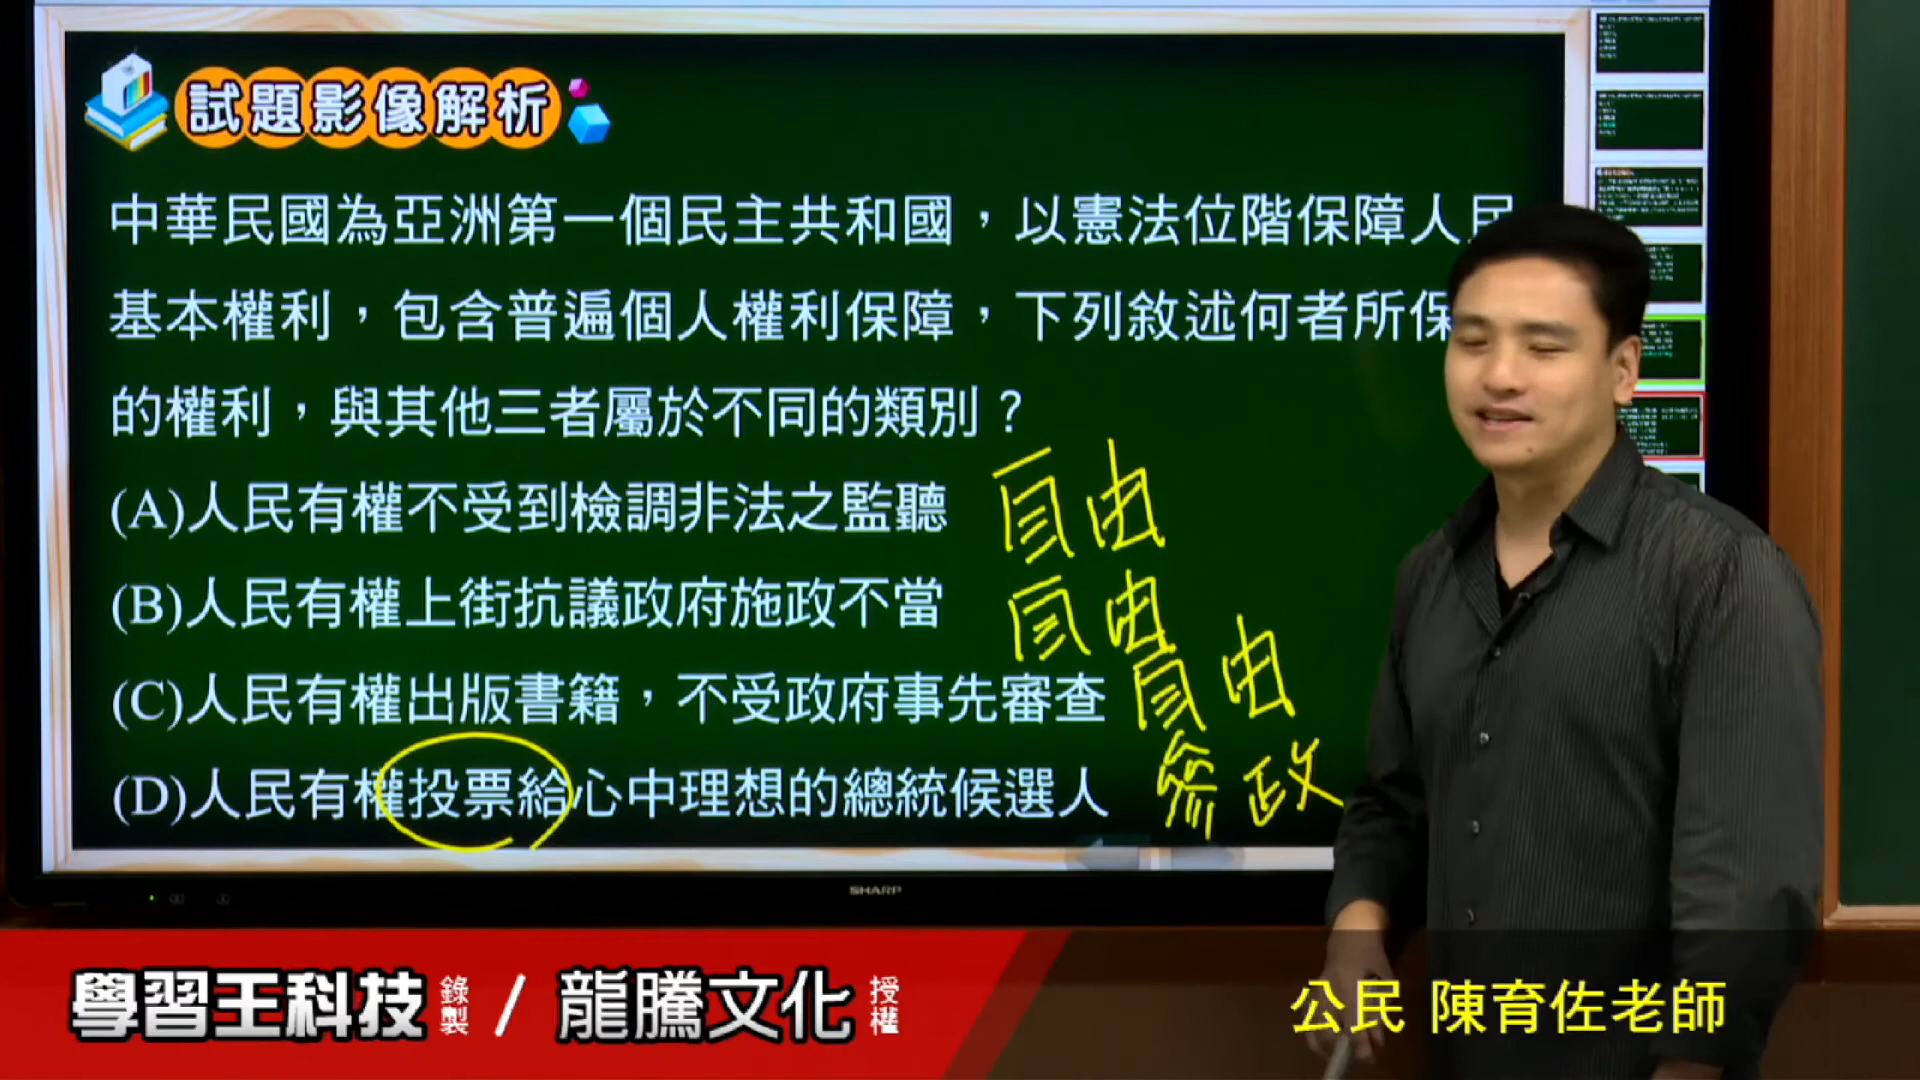 試題影像解析
中華民國為亞洲第一個民主共和國，以憲法位階保障人民
基本權利，包含普遍個人權利保障，下列敘述何者所保
的權利，與其他三者屬於不同的類別？
(A)人民有權不受到檢調非法之監聽 自由
(B)人民有權上街抗議政府施政不當 自由
(C)人民有權出版書籍，不受政府事先審查 自由
(D)人民有權投票給心中理想的總統候選人 參政
SHARP
學習王科技 錄製 / 龍騰文化 授權
公民 陳育佐老師